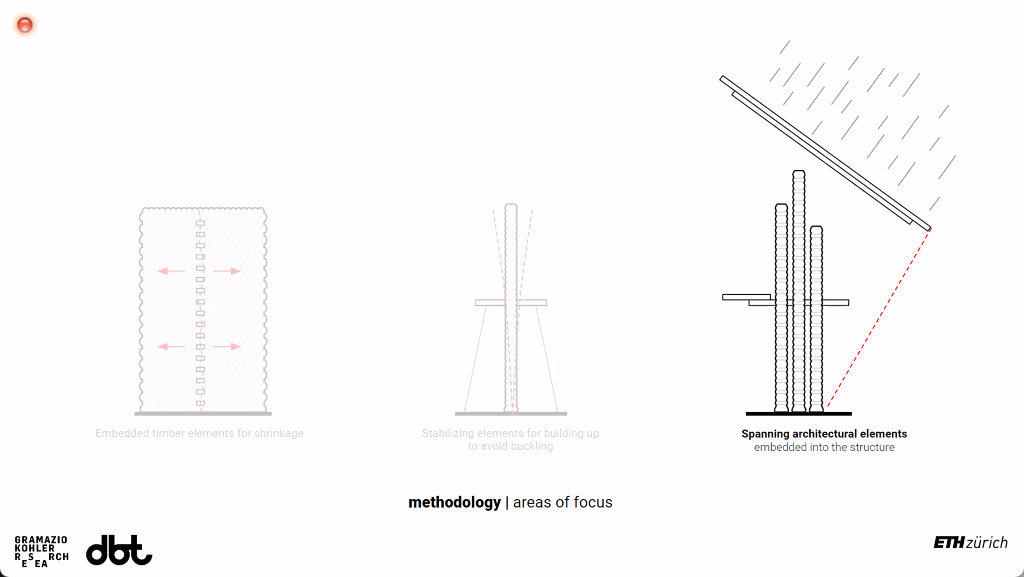 Embedded timber elements for shrinkage
Stabilizing elements for building up
to avoid buckling
Spanning architectural elements
embedded into the structure
methodology | areas of focus
GRAMAZIO
KOHLER
RESEARCH
dbt
ETH zürich